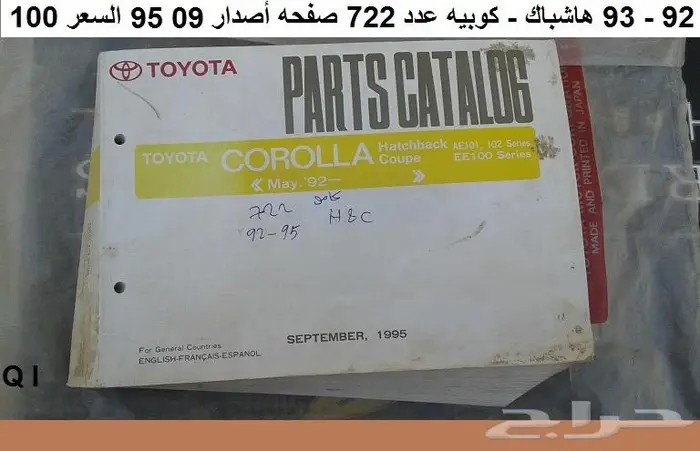 92 - 93 هاشباك - كوبيه عدد 722 صفحه أصدار 09 95 السعر 100
TOYOTA
PARTS CATALOG
TOYOTA COROLLA Hatchback AE101, 102 Series
Coupe EE100 Series
≪ May.'92— ≫
722 كامل
92-95 H&C
SEPTEMBER, 1995
For General Countries
ENGLISH-FRANÇAIS-ESPAÑOL
MADE AND PRINTED IN JAPAN
Q I
حراج